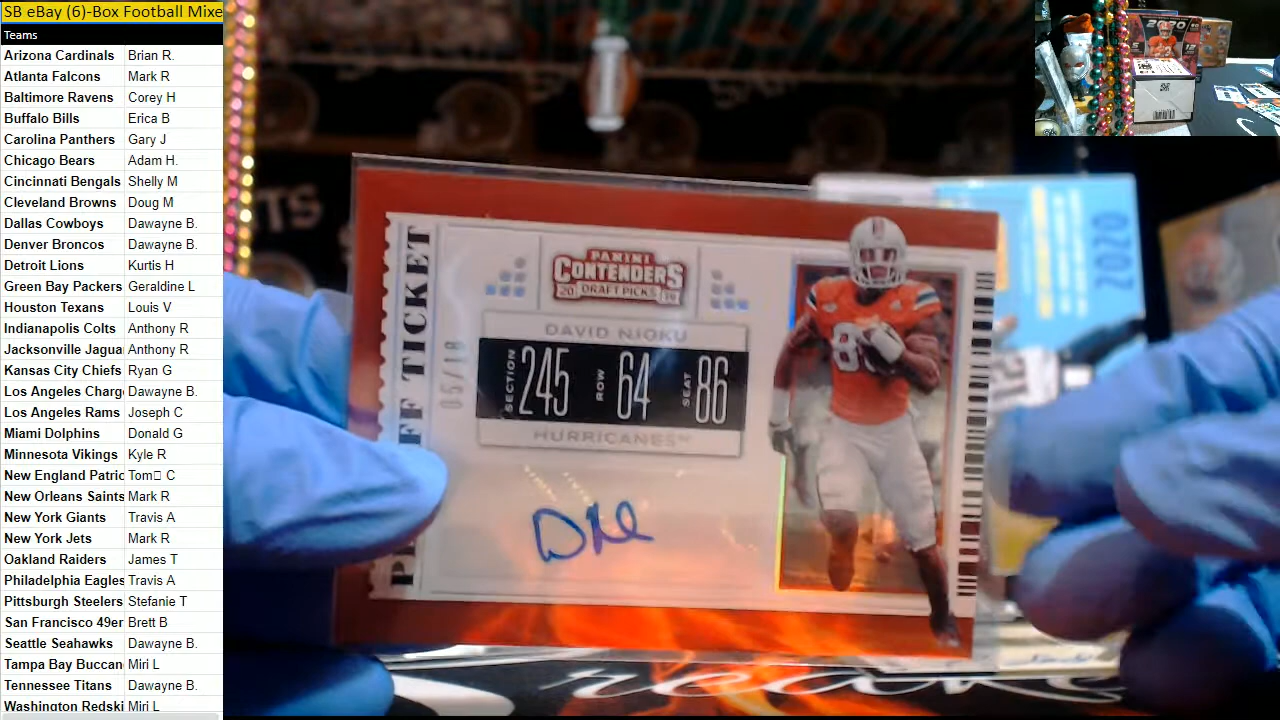 SB eBay (6)-Box Football Mixe
Teams
Arizona Cardinals Brian R.
Atlanta Falcons Mark R
Baltimore Ravens Corey H
Buffalo Bills Erica B
Carolina Panthers Gary J
Chicago Bears Adam H.
Cincinnati Bengals Shelly M
Cleveland Browns Doug M
Dallas Cowboys Dawayne B.
Denver Broncos Dawayne B.
Detroit Lions Kurtis H
Green Bay Packers Geraldine L
Houston Texans Louis V
Indianapolis Colts Anthony R
Jacksonville Jagua Anthony R
Kansas City Chiefs Ryan G
Los Angeles Charg Dawayne B.
Los Angeles Rams Joseph C
Miami Dolphins Donald G
Minnesota Vikings Kyle R
New England Patric Tom□ C
New Orleans Saints Mark R
New York Giants Travis A
New York Jets Mark R
Oakland Raiders James T
Philadelphia Eagles Travis A
Pittsburgh Steelers Stefanie T
San Francisco 49er Brett B
Seattle Seahawks Dawayne B.
Tampa Bay Buccan Miri L
Tennessee Titans Dawayne B.
Washington Redski Miri L
FF TICKET
05/18
PANINI
CONTENDERS
20 DRAFT PICKS 19
DAVID NJOKU
SECTION 245 ROW 64 SEAT 86
HURRICANES™
2020
2020